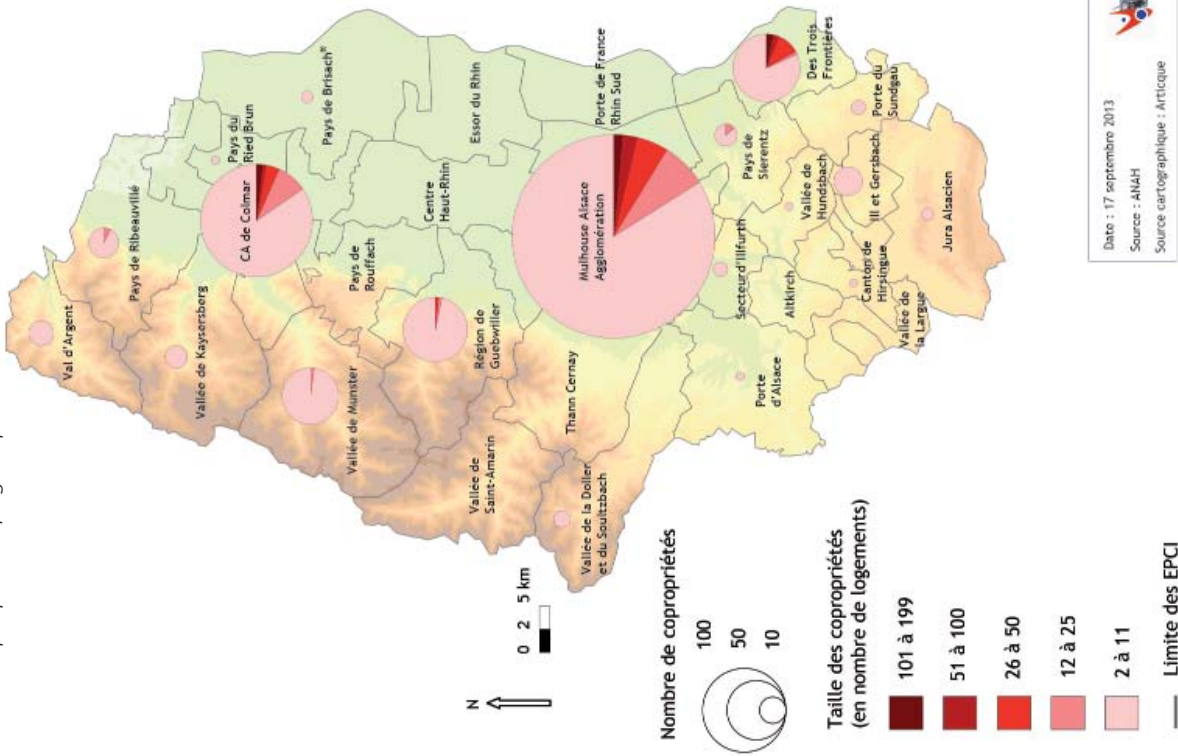 Val d'Argent
Pays de Ribeauvillé
Vallée de Kaysersberg
CA de Colmar
Pays du
Ried Brun
Pays de Brisach*
Vallée de Munster
Pays de
Rouffach
Centre
Haut-Rhin
Essor du Rhin
Région de
Guebwiller
Vallée de
Saint-Amarin
Thann Cernay
Mulhouse Alsace
Agglomération
Porte de France
Rhin Sud
Vallée de la Doller
et du Soultzbach
Porte
d'Alsace
Secteurd'Illfurth
Altkirch
Pays de
Sierentz
Des Trois
Frontières
Vallée de
Hundsbach
Porte du
Sundgau
Ill et Gersbach
Canton de
Hirsingue
Vallée de
la Largue
Jura Alsacien
N
0 2 5 km
Nombre de copropriétés
100
50
10
Taille des copropriétés
(en nombre de logements)
101 à 199
51 à 100
26 à 50
12 à 25
2 à 11
Limite des EPCI
Date : 17 septembre 2013
Source : ANAH
Source cartographique : Articque